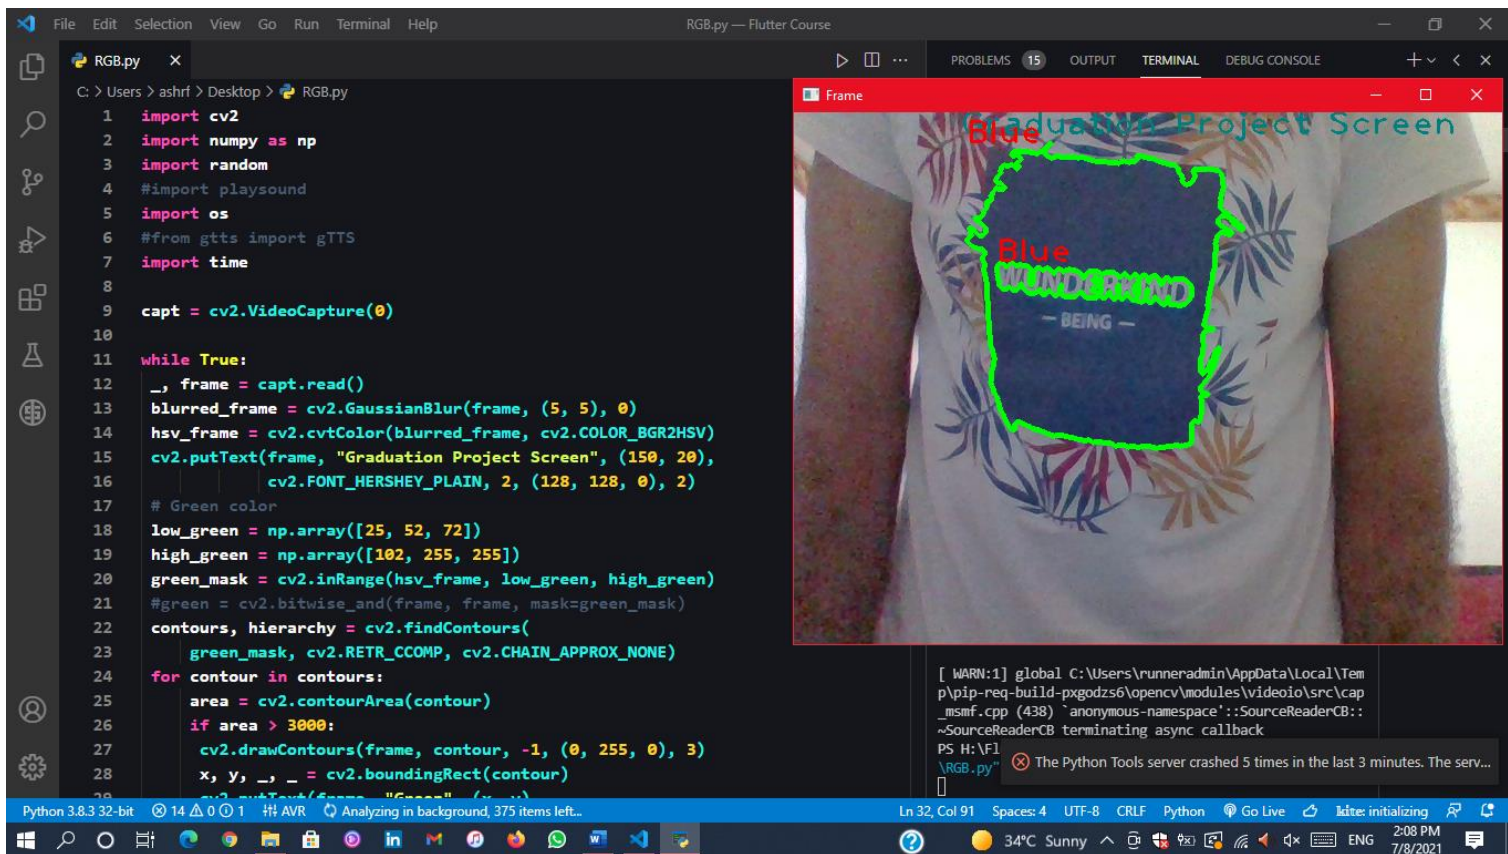 File Edit Selection View Go Run Terminal Help
RGB.py — Flutter Course
RGB.py
C: > Users > ashrf > Desktop > RGB.py
1 import cv2
2 import numpy as np
3 import random
4 #import playsound
5 import os
6 #from gtts import gTTS
7 import time
8
9 capt = cv2.VideoCapture(0)
10
11 while True:
12 _, frame = capt.read()
13 blurred_frame = cv2.GaussianBlur(frame, (5, 5), 0)
14 hsv_frame = cv2.cvtColor(blurred_frame, cv2.COLOR_BGR2HSV)
15 cv2.putText(frame, "Graduation Project Screen", (150, 20),
16 cv2.FONT_HERSHEY_PLAIN, 2, (128, 128, 0), 2)
17 # Green color
18 low_green = np.array([25, 52, 72])
19 high_green = np.array([102, 255, 255])
20 green_mask = cv2.inRange(hsv_frame, low_green, high_green)
21 #green = cv2.bitwise_and(frame, frame, mask=green_mask)
22 contours, hierarchy = cv2.findContours(
23 green_mask, cv2.RETR_CCOMP, cv2.CHAIN_APPROX_NONE)
24 for contour in contours:
25 area = cv2.contourArea(contour)
26 if area > 3000:
27 cv2.drawContours(frame, contour, -1, (0, 255, 0), 3)
28 x, y, _, _ = cv2.boundingRect(contour)
29 cv2.putText(frame, "Green", (x, y),
PROBLEMS 15 OUTPUT TERMINAL DEBUG CONSOLE
Frame
Graduation Project Screen
Blue
Blue
WUNDERKIND
— BEING —
[ WARN:1] global C:\Users\runneradmin\AppData\Local\Tem
p\pip-req-build-pxgodzs6\opencv\modules\videoio\src\cap
_msmf.cpp (438) `anonymous-namespace'::SourceReaderCB::
~SourceReaderCB terminating async callback
PS H:\Fl
\RGB.py"
The Python Tools server crashed 5 times in the last 3 minutes. The serv...
Python 3.8.3 32-bit 14 0 1 AVR Analyzing in background, 375 items left... Ln 32, Col 91 Spaces: 4 UTF-8 CRLF Python Go Live kite: initializing
34°C Sunny ENG 2:08 PM
7/8/2021